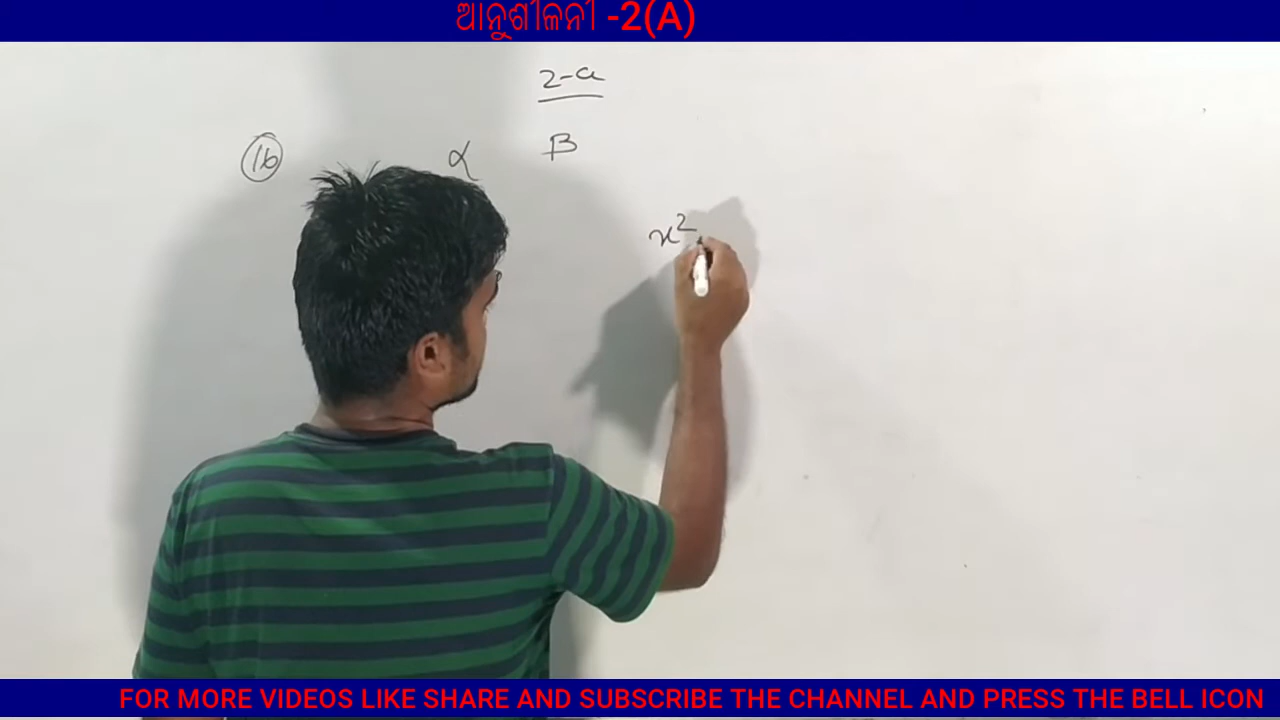 ଆନୁଶୀଳନୀ -2(A)
2-a
16 α β
x²
FOR MORE VIDEOS LIKE SHARE AND SUBSCRIBE THE CHANNEL AND PRESS THE BELL ICON